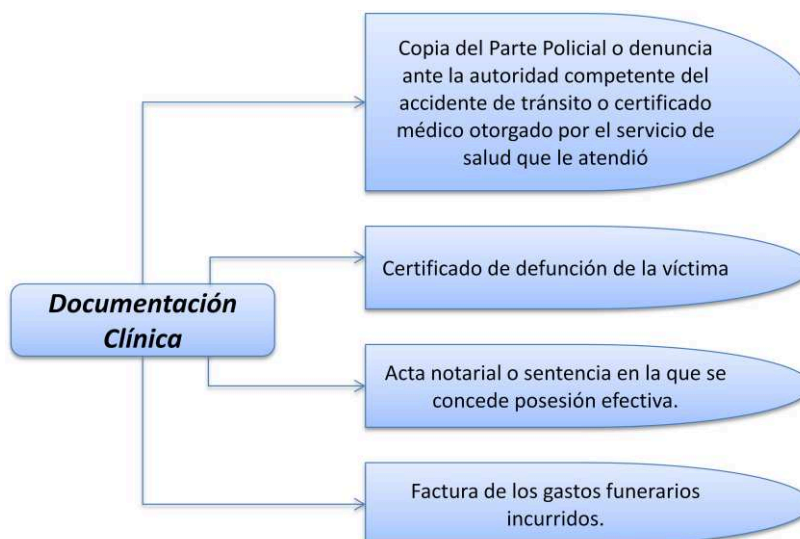 Copia del Parte Policial o denuncia
ante la autoridad competente del
accidente de tránsito o certificado
médico otorgado por el servicio de
salud que le atendió
Certificado de defunción de la víctima
Documentación
Clínica
Acta notarial o sentencia en la que se
concede posesión efectiva.
Factura de los gastos funerarios
incurridos.